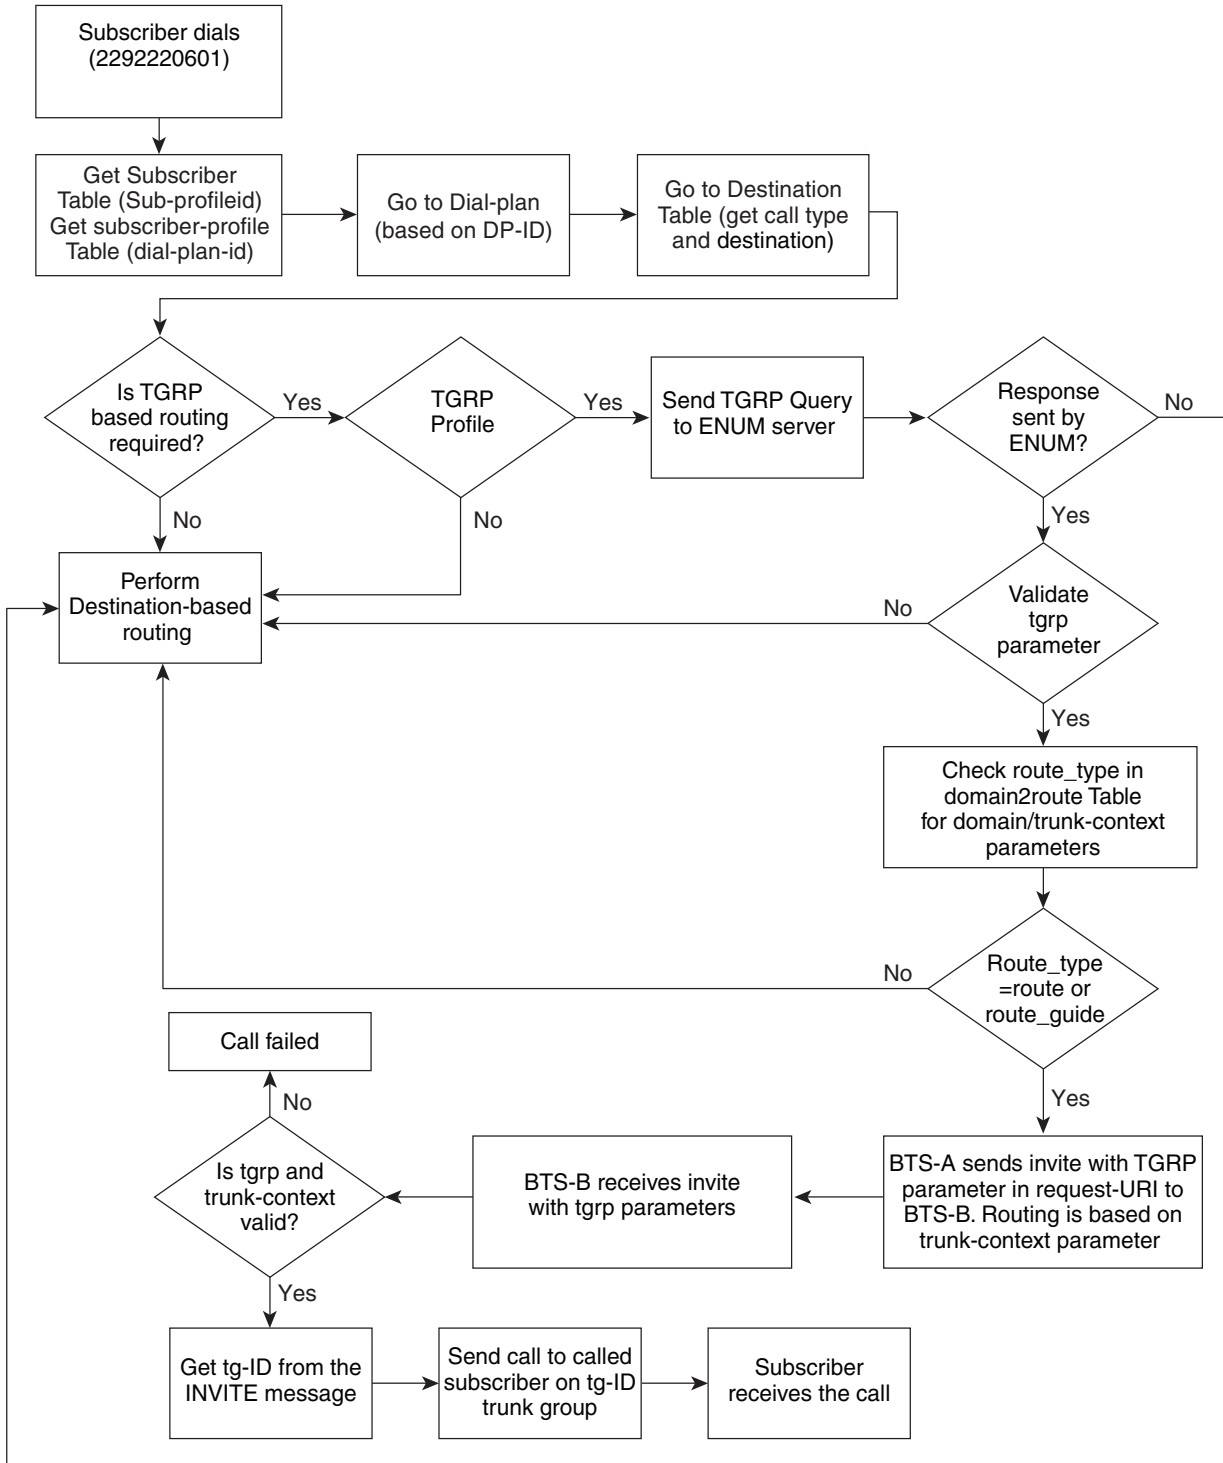 Subscriber dials
(2292220601)
Get Subscriber
Table (Sub-profileid)
Get subscriber-profile
Table (dial-plan-id)
Go to Dial-plan
(based on DP-ID)
Go to Destination
Table (get call type
and destination)
Is TGRP
based routing
required?
Yes
No
TGRP
Profile
Yes
No
Send TGRP Query
to ENUM server
Response
sent by
ENUM?
No
Yes
Perform
Destination-based
routing
Validate
tgrp
parameter
No
Yes
Check route_type in
domain2route Table
for domain/trunk-context
parameters
Route_type
=route or
route_guide
No
Yes
Call failed
No
Is tgrp and
trunk-context
valid?
Yes
BTS-B receives invite
with tgrp parameters
BTS-A sends invite with TGRP
parameter in request-URI to
BTS-B. Routing is based on
trunk-context parameter
Get tg-ID from the
INVITE message
Send call to called
subscriber on tg-ID
trunk group
Subscriber
receives the call